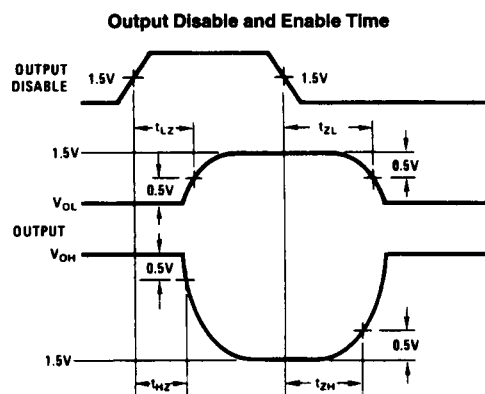 Output Disable and Enable Time
OUTPUT
DISABLE
1.5V
1.5V
tLZ
tZL
1.5V
0.5V
0.5V
VOL
OUTPUT
VOH
0.5V
0.5V
1.5V
tHZ
tZH